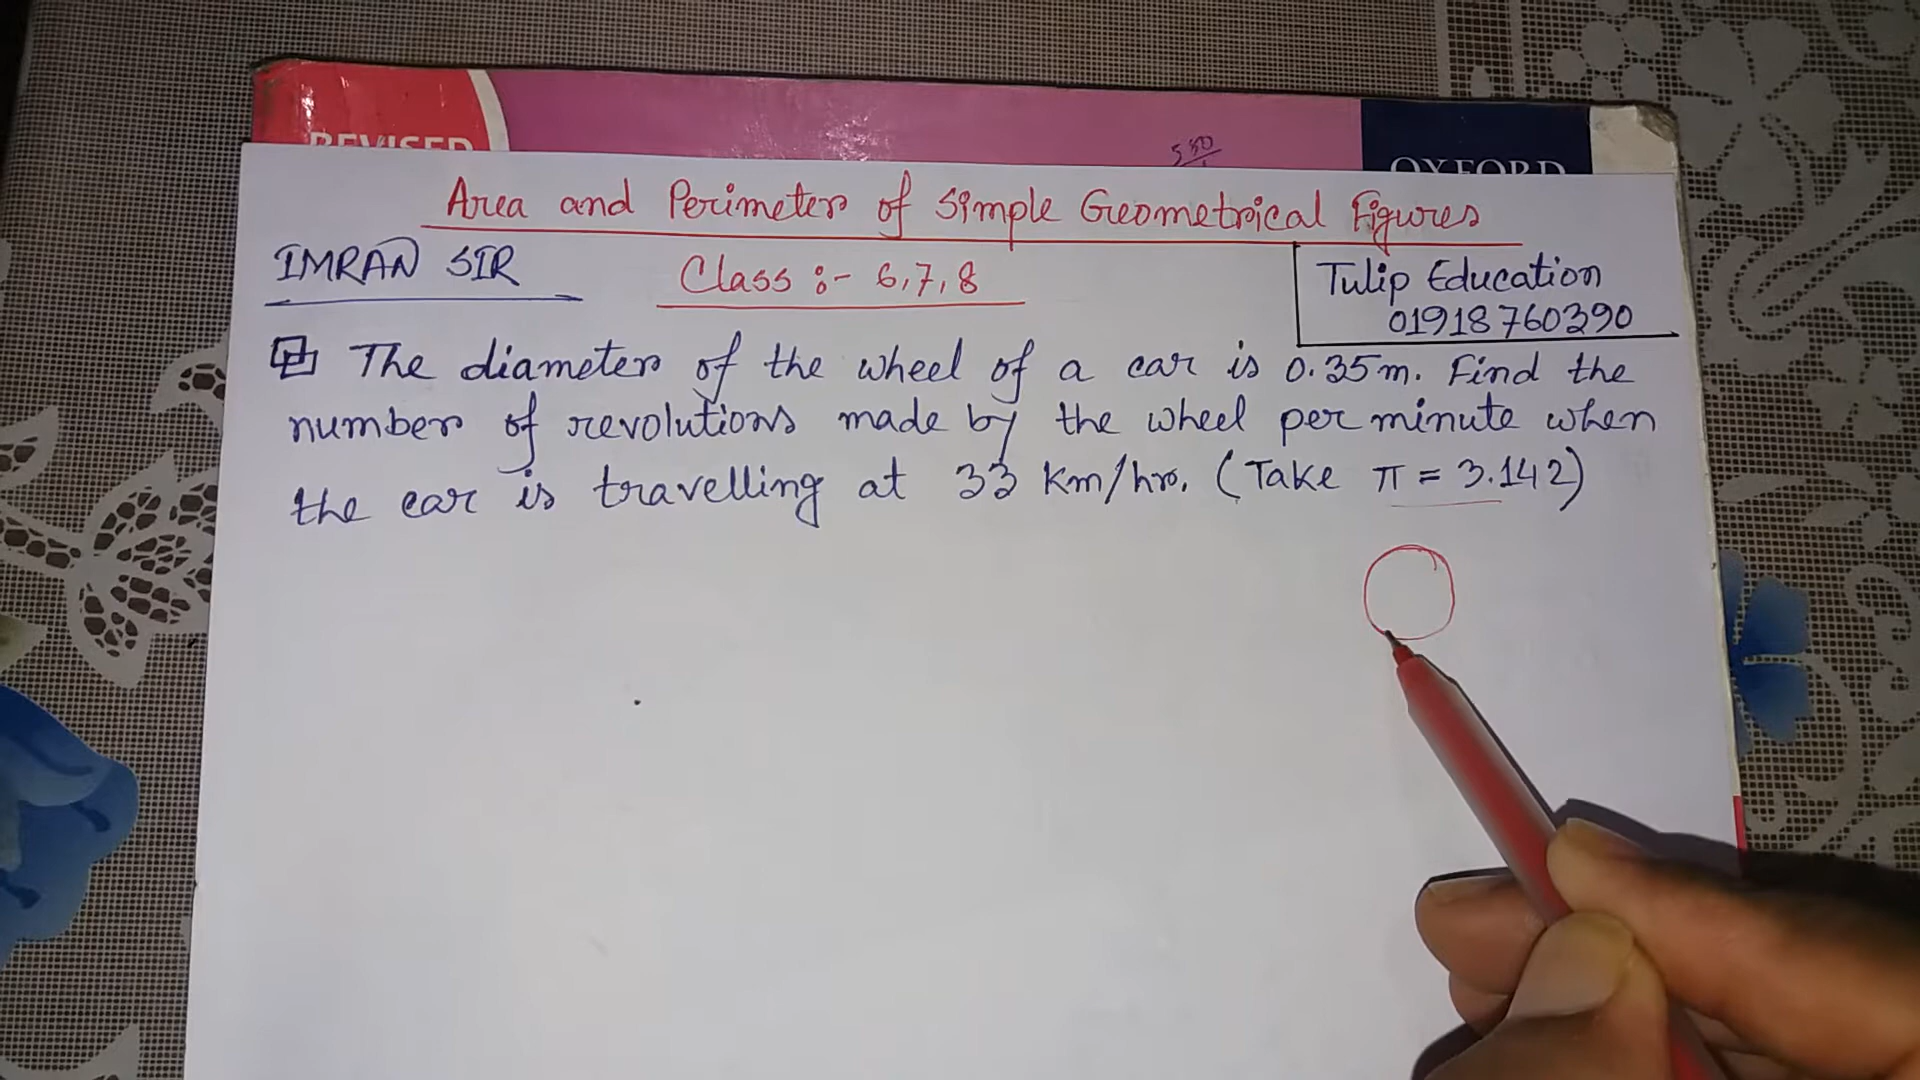 REVISED
OXFORD
550
Area and Perimeter of Simple Geometrical Figures
IMRAN SIR
Class :- 6,7,8
Tulip Education
01918760390
The diameter of the wheel of a car is 0.35m. Find the
number of revolutions made by the wheel per minute when
the car is travelling at 33 km/hr. (Take π = 3.142)